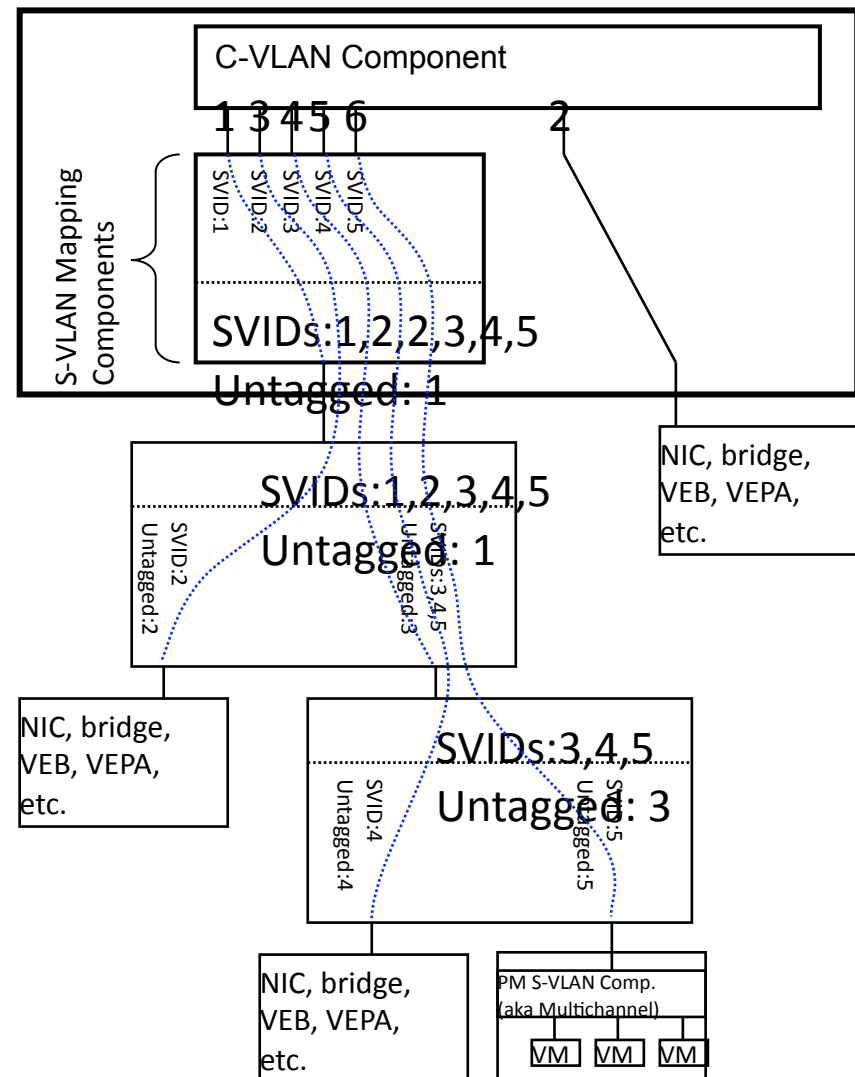 C-VLAN Component
1 3 4 5 6 2
S-VLAN Mapping
Components
SVID:1
SVID:2
SVID:3
SVID:4
SVID:5
SVIDs:1,2,2,3,4,5
Untagged: 1
NIC, bridge,
VEB, VEPA,
etc.
SVIDs:1,2,3,4,5
Untagged: 1
SVID:2
Untagged:2
SVIDs:3,4,5
Untagged:3
NIC, bridge,
VEB, VEPA,
etc.
SVIDs:3,4,5
Untagged: 3
SVID:4
Untagged:4
SVID:5
Untagged:5
NIC, bridge,
VEB, VEPA,
etc.
PM S-VLAN Comp.
(aka Multichannel)
VM VM VM